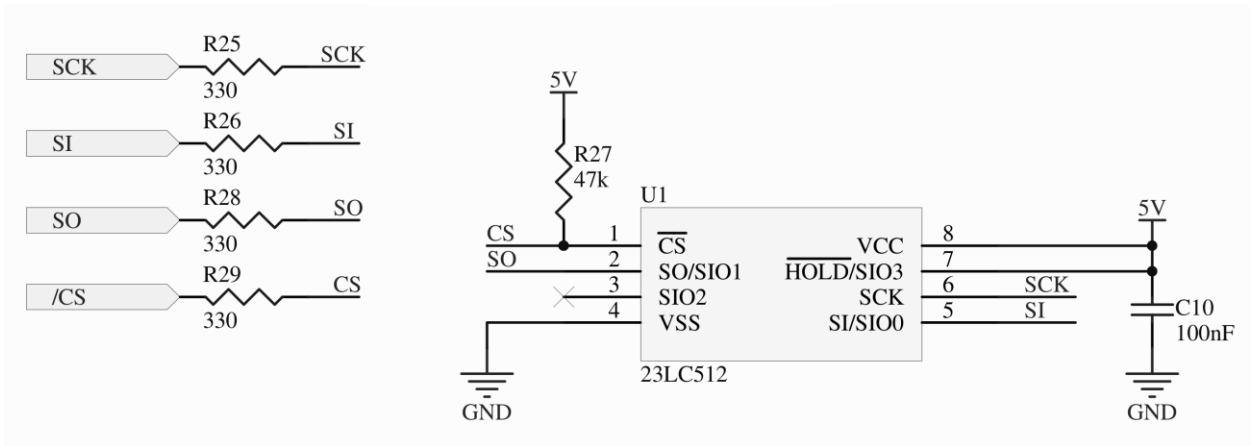 R25
SCK
SCK
330
R26
SI
SI
330
R28
SO
SO
330
R29
/CS
CS
330
5V
R27
47k
U1
CS
1
CS
SO
2
SO/SIO1
3
SIO2
4
VSS
VCC
8
HOLD/SIO3
7
SCK
6
SCK
SI/SIO0
5
SI
23LC512
GND
5V
C10
100nF
GND